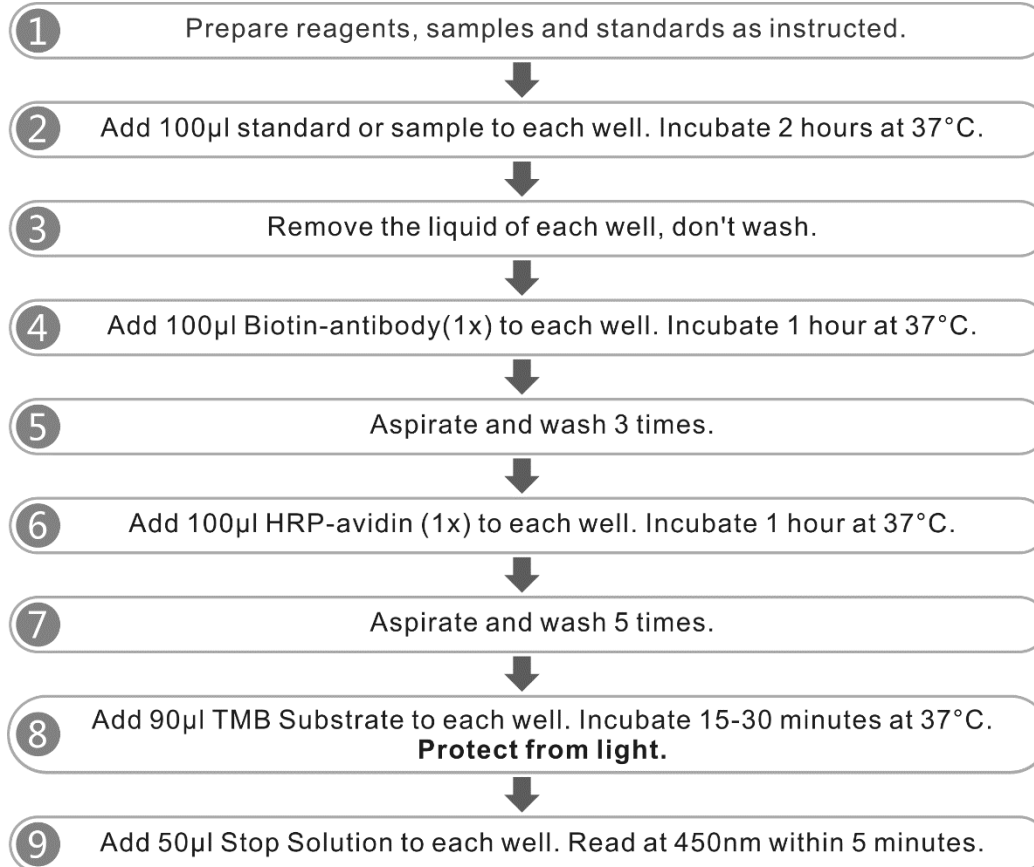 1 Prepare reagents, samples and standards as instructed.
2 Add 100µl standard or sample to each well. Incubate 2 hours at 37°C.
3 Remove the liquid of each well, don't wash.
4 Add 100µl Biotin-antibody(1x) to each well. Incubate 1 hour at 37°C.
5 Aspirate and wash 3 times.
6 Add 100µl HRP-avidin (1x) to each well. Incubate 1 hour at 37°C.
7 Aspirate and wash 5 times.
8 Add 90µl TMB Substrate to each well. Incubate 15-30 minutes at 37°C.
Protect from light.
9 Add 50µl Stop Solution to each well. Read at 450nm within 5 minutes.